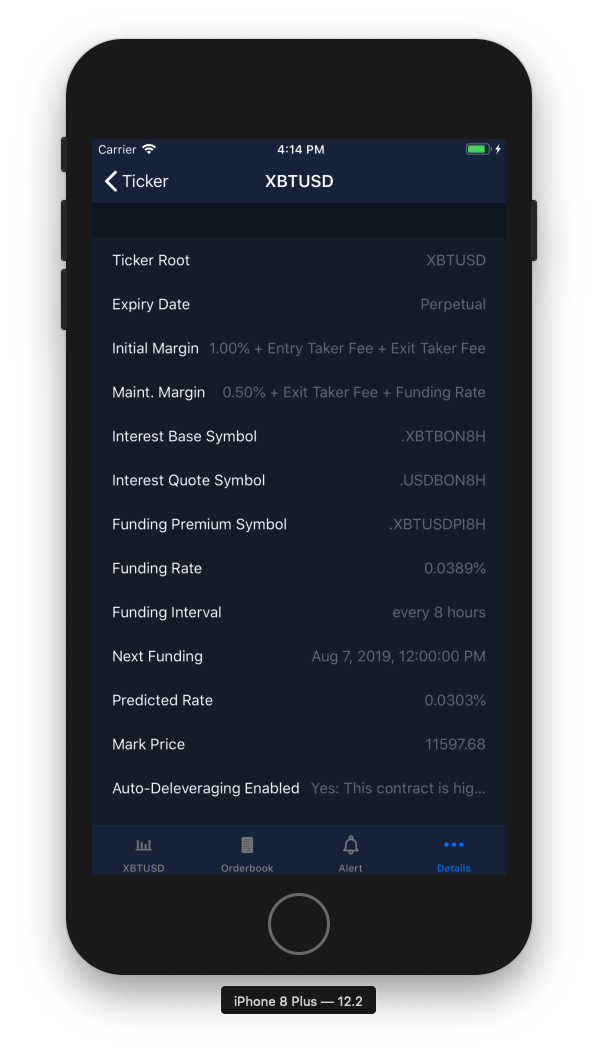 Carrier 4:14 PM
Ticker XBTUSD
Ticker Root XBTUSD
Expiry Date Perpetual
Initial Margin 1.00% + Entry Taker Fee + Exit Taker Fee
Maint. Margin 0.50% + Exit Taker Fee + Funding Rate
Interest Base Symbol .XBTBON8H
Interest Quote Symbol .USDBON8H
Funding Premium Symbol .XBTUSDPI8H
Funding Rate 0.0389%
Funding Interval every 8 hours
Next Funding Aug 7, 2019, 12:00:00 PM
Predicted Rate 0.0303%
Mark Price 11597.68
Auto-Deleveraging Enabled Yes: This contract is hig...
XBTUSD Orderbook Alert Details
iPhone 8 Plus — 12.2